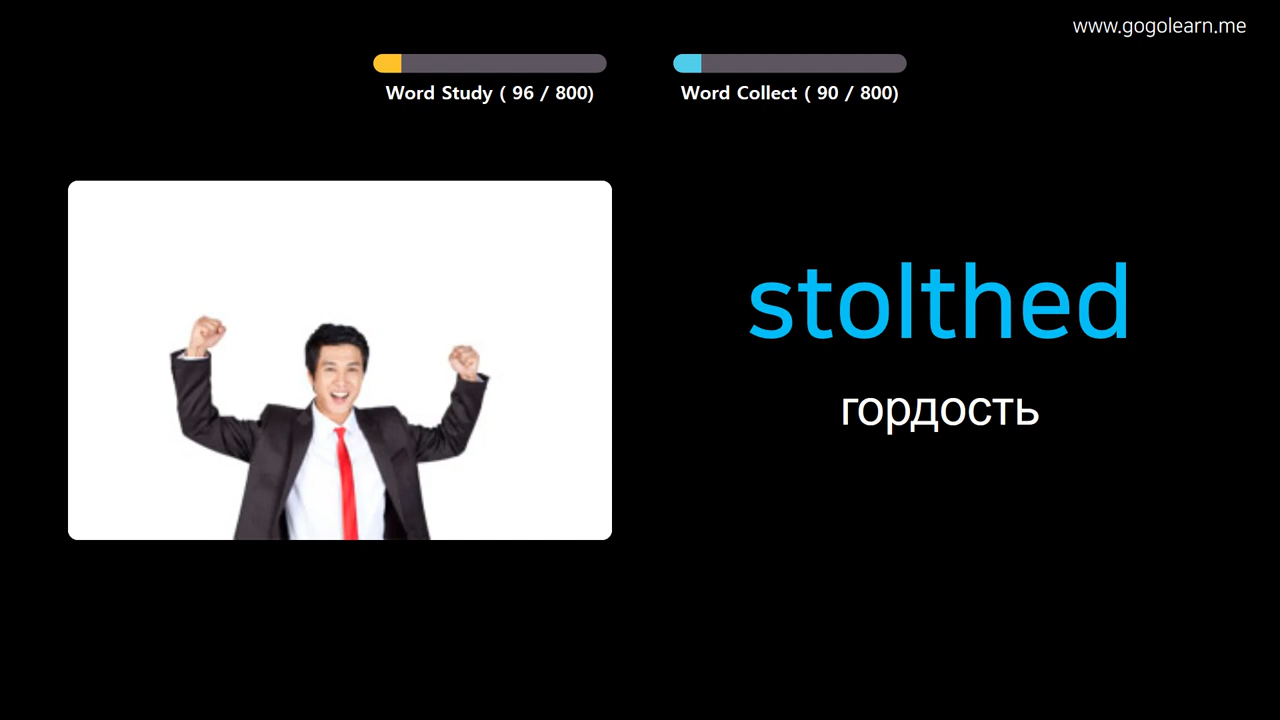 www.gogolearn.me
Word Study ( 96 / 800)
Word Collect ( 90 / 800)
stolthed
гордость